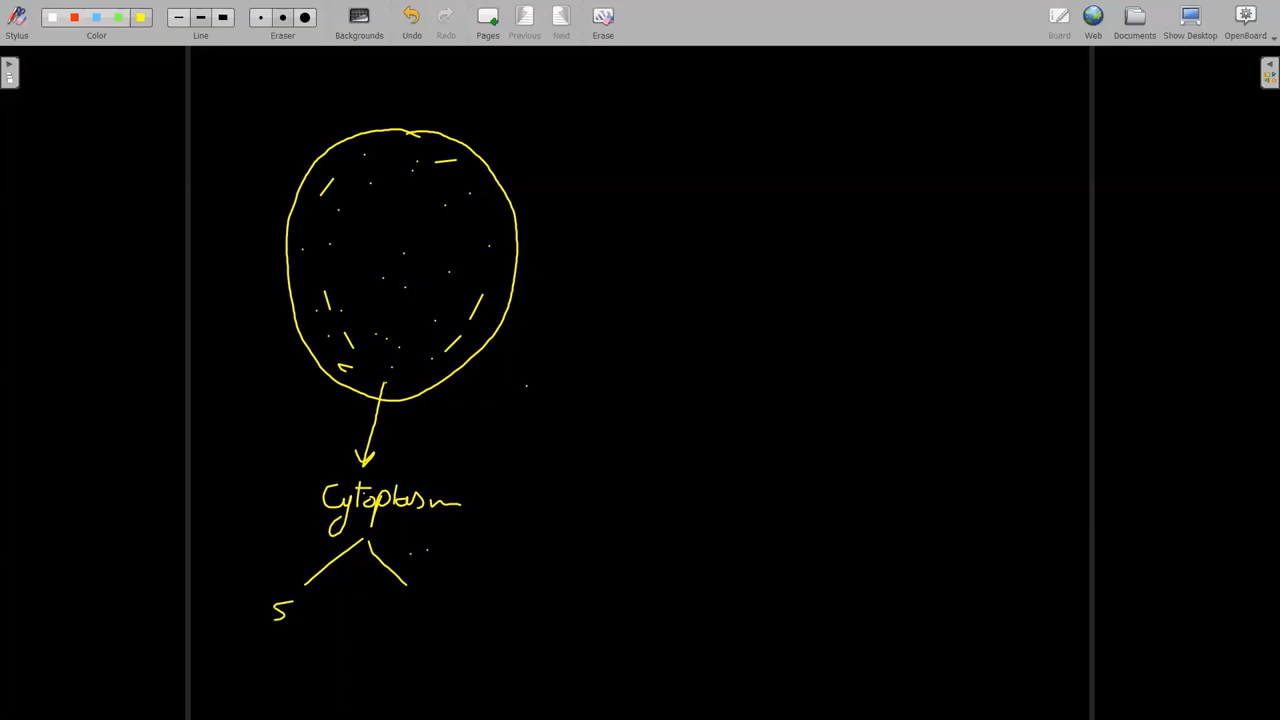 Stylus
Color
Line
Eraser
Backgrounds
Undo
Redo
Pages
Previous
Next
Erase
Board
Web
Documents
Show Desktop
OpenBoard
Cytoplasm
S